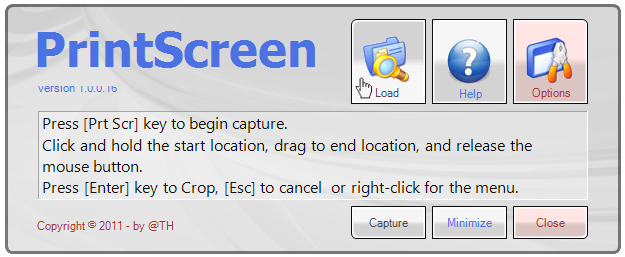 PrintScreen
Version 1.0.0.16
Load
Help
Options
Press [Prt Scr] key to begin capture.
Click and hold the start location, drag to end location, and release the
mouse button.
Press [Enter] key to Crop, [Esc] to cancel  or right-click for the menu.
Copyright © 2011 - by @TH
Capture
Minimize
Close